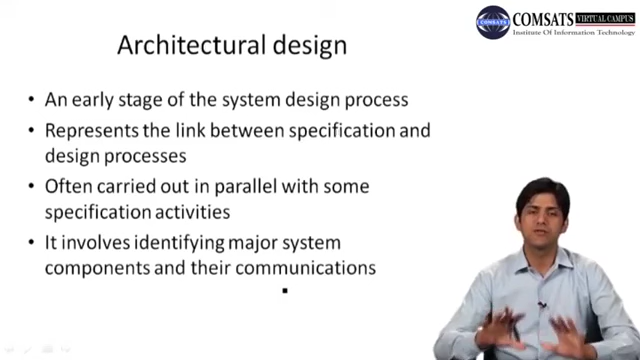 COMSATS
VIRTUAL CAMPUS
Institute Of Information Technology
COMSATS
Architectural design
• An early stage of the system design process
• Represents the link between specification and
design processes
• Often carried out in parallel with some
specification activities
• It involves identifying major system
components and their communications